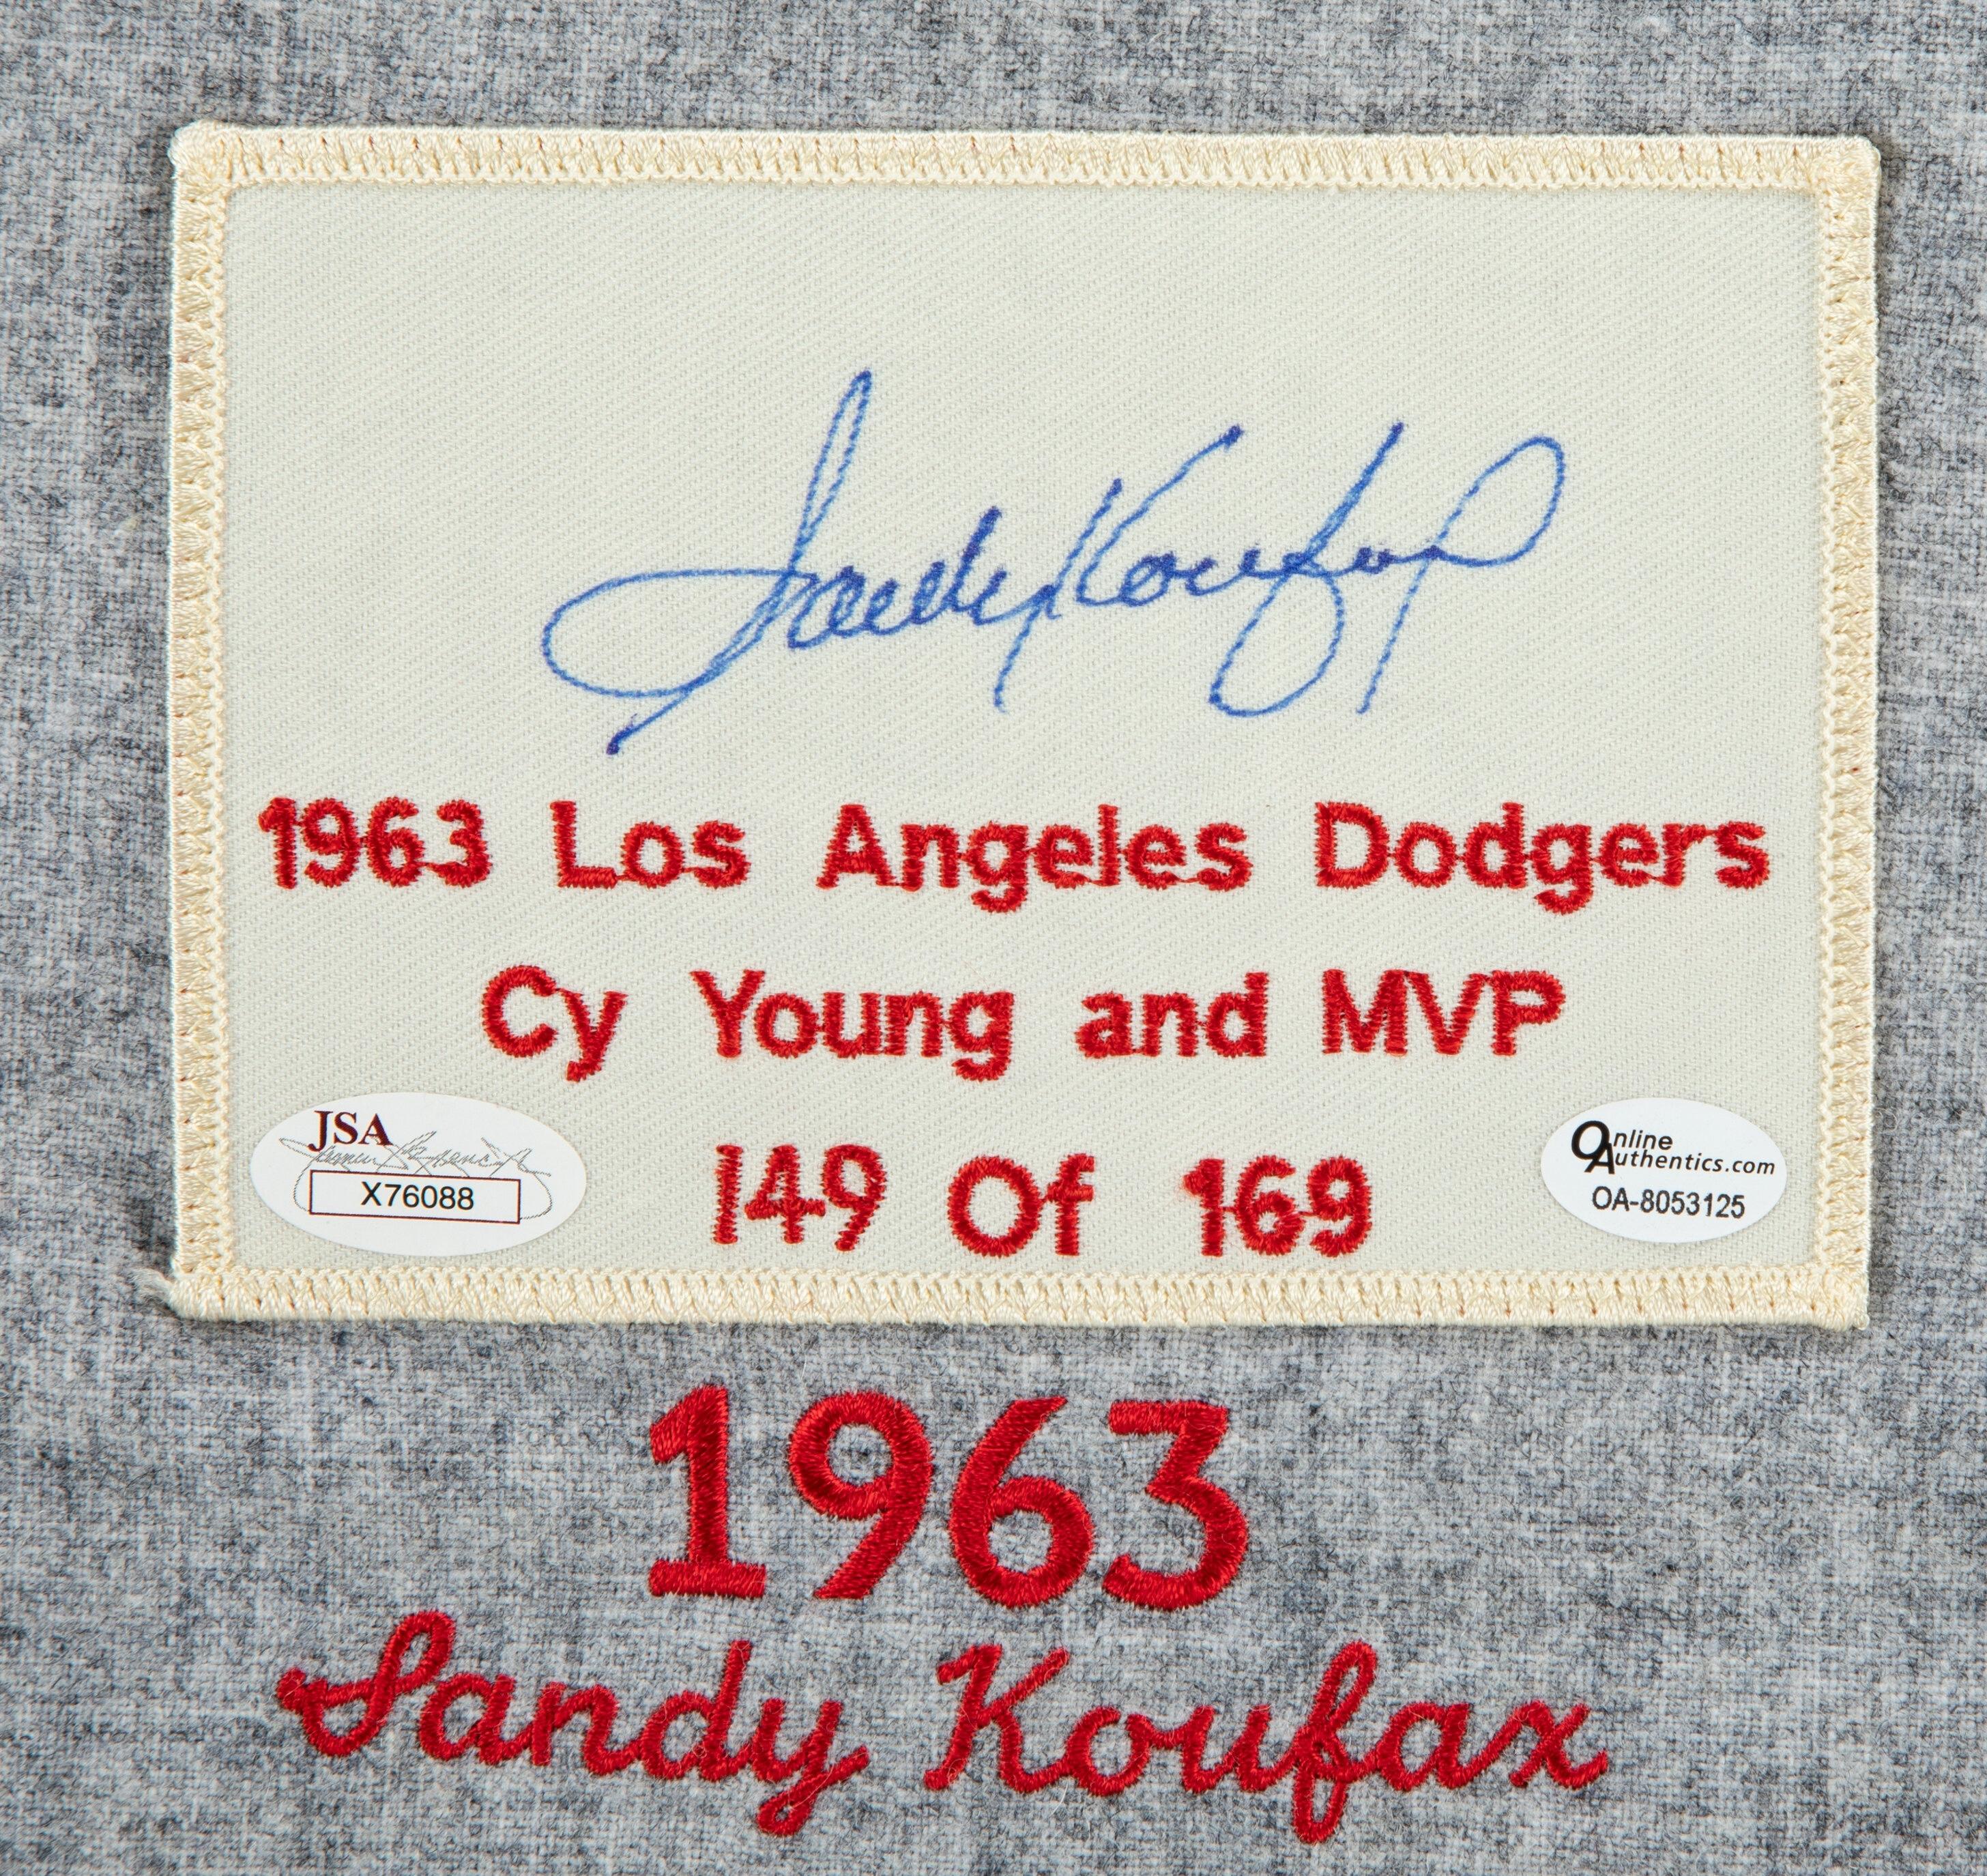 Sandy Koufax
1963 Los Angeles Dodgers
Cy Young and MVP
149 Of 169
JSA
X76088
Online
Authentics.com
OA-8053125
1963
Sandy Koufax